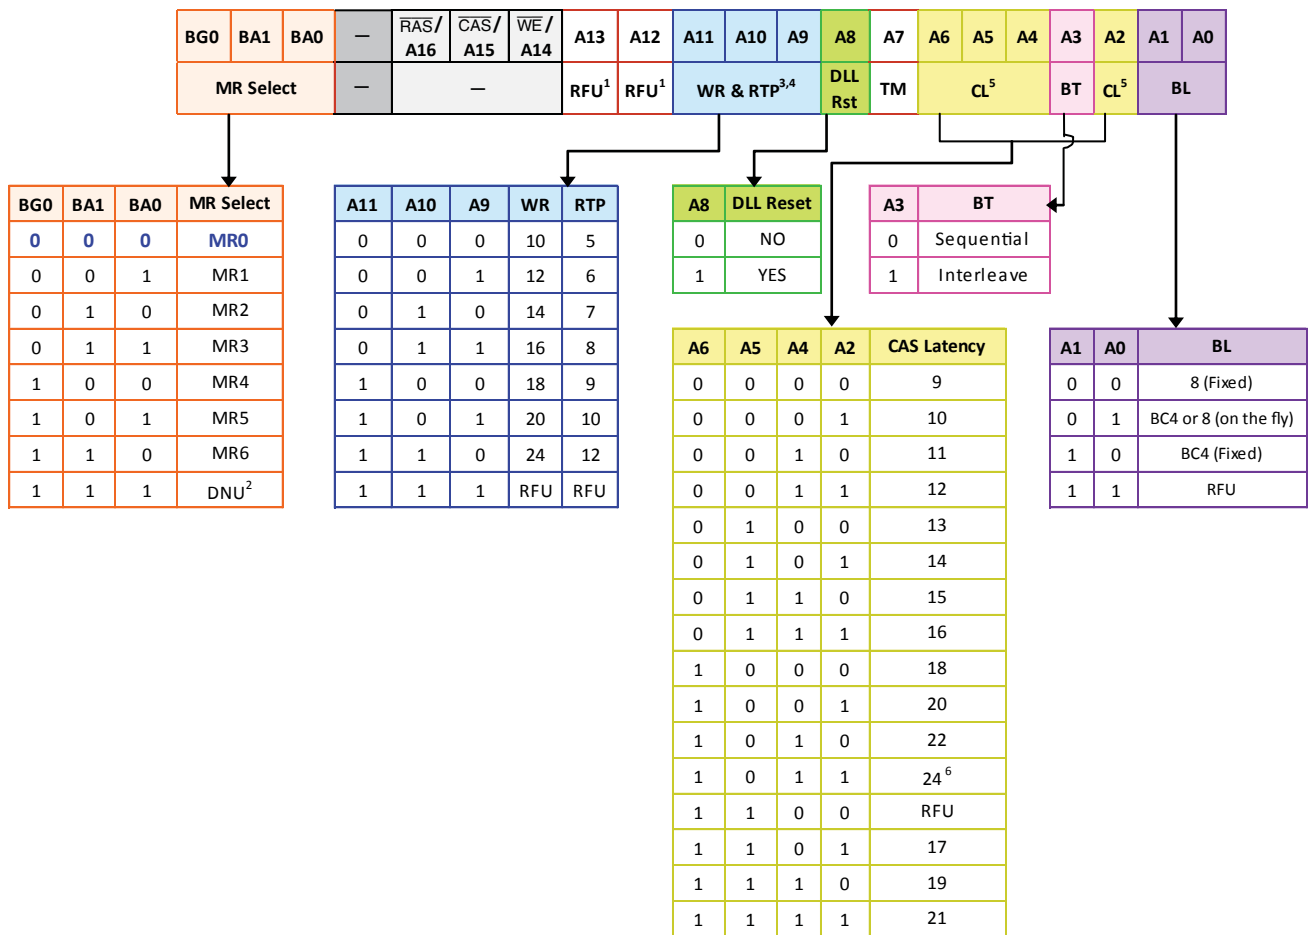 BG0 BA1 BA0 — RAS/ A16 CAS/ A15 WE/ A14 A13 A12 A11 A10 A9 A8 A7 A6 A5 A4 A3 A2 A1 A0
MR Select — — RFU1 RFU1 WR & RTP3,4 DLL Rst TM CL5 BT CL5 BL
BG0 BA1 BA0 MR Select
0 0 0 MR0
0 0 1 MR1
0 1 0 MR2
0 1 1 MR3
1 0 0 MR4
1 0 1 MR5
1 1 0 MR6
1 1 1 DNU2
A11 A10 A9 WR RTP
0 0 0 10 5
0 0 1 12 6
0 1 0 14 7
0 1 1 16 8
1 0 0 18 9
1 0 1 20 10
1 1 0 24 12
1 1 1 RFU RFU
A8 DLL Reset
0 NO
1 YES
A3 BT
0 Sequential
1 Interleave
A6 A5 A4 A2 CAS Latency
0 0 0 0 9
0 0 0 1 10
0 0 1 0 11
0 0 1 1 12
0 1 0 0 13
0 1 0 1 14
0 1 1 0 15
0 1 1 1 16
1 0 0 0 18
1 0 0 1 20
1 0 1 0 22
1 0 1 1 24 6
1 1 0 0 RFU
1 1 0 1 17
1 1 1 0 19
1 1 1 1 21
A1 A0 BL
0 0 8 (Fixed)
0 1 BC4 or 8 (on the fly)
1 0 BC4 (Fixed)
1 1 RFU